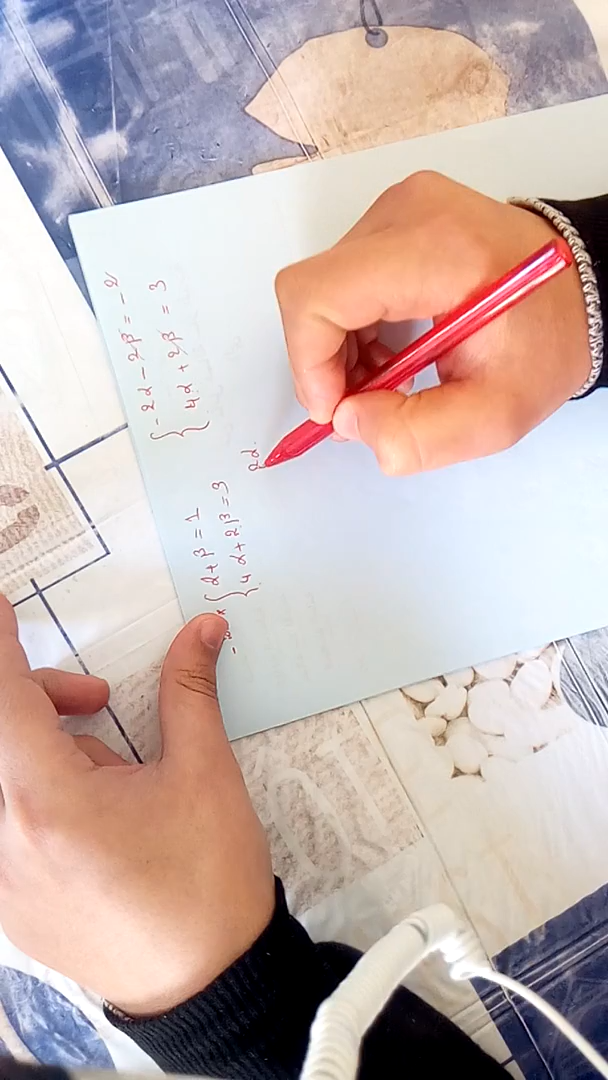 -2× { α + β = 1
{ 4α + 2β = 3
{ -2α - 2β = -2
{ 4α + 2β = 3
2α